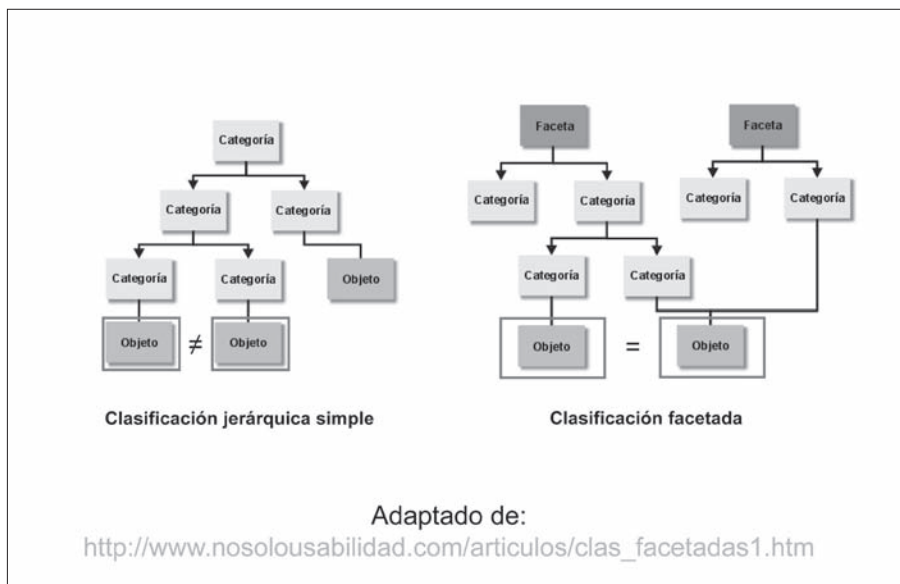 Categoría
Categoría
Categoría
Categoría
Categoría
Objeto
Objeto
≠
Objeto
Clasificación jerárquica simple
Faceta
Faceta
Categoría
Categoría
Categoría
Categoría
Categoría
Categoría
Objeto
=
Objeto
Clasificación facetada
Adaptado de:
http://www.nosolousabilidad.com/articulos/clas_facetadas1.htm